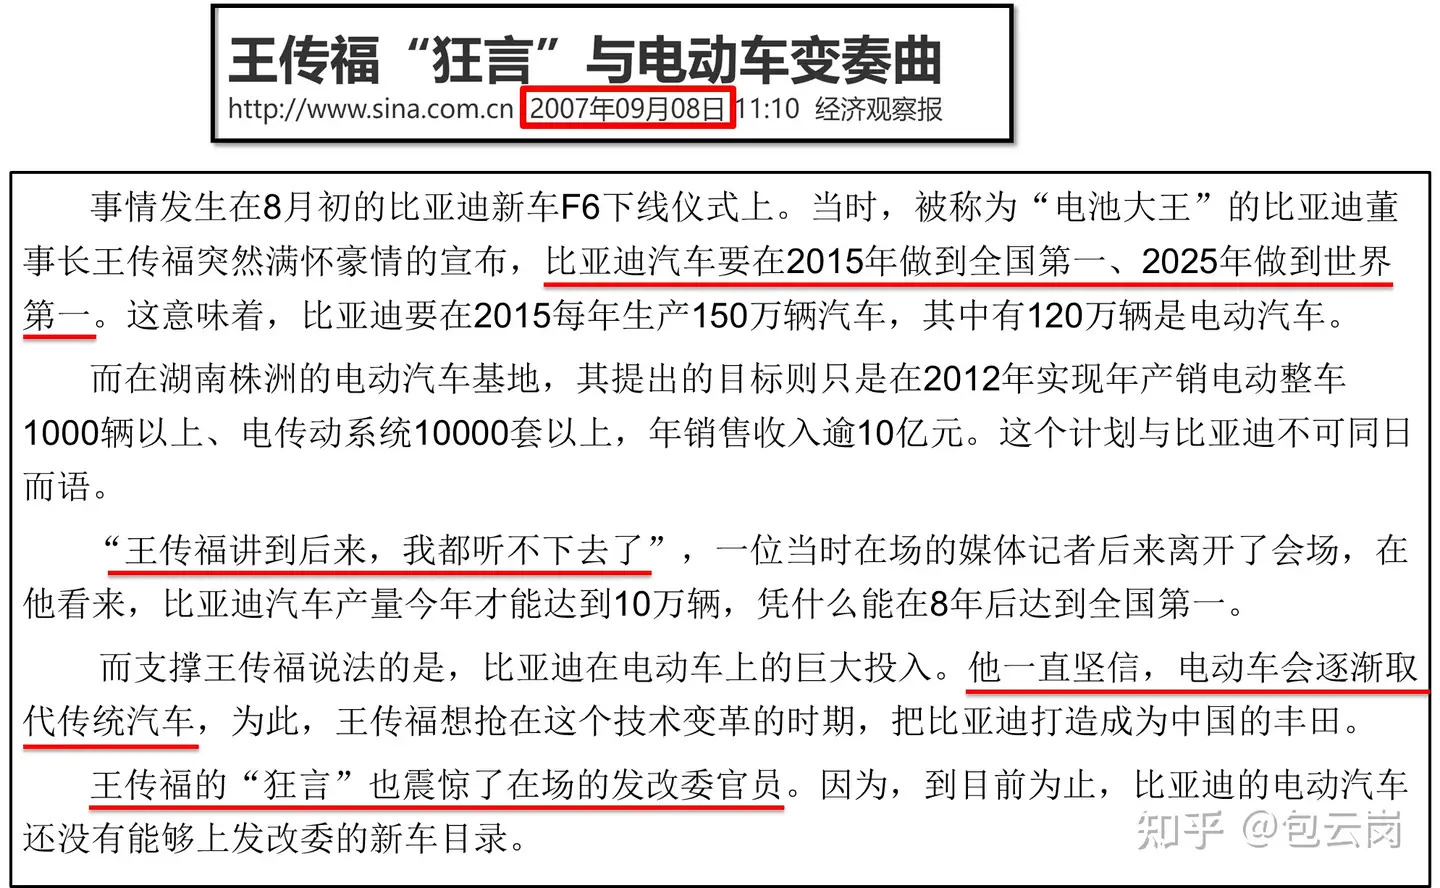 王传福“狂言”与电动车变奏曲
http://www.sina.com.cn 2007年09月08日 11:10 经济观察报
事情发生在8月初的比亚迪新车F6下线仪式上。当时，被称为“电池大王”的比亚迪董
事长王传福突然满怀豪情的宣布，比亚迪汽车要在2015年做到全国第一、2025年做到世界
第一。这意味着，比亚迪要在2015每年生产150万辆汽车，其中有120万辆是电动汽车。
而在湖南株洲的电动汽车基地，其提出的目标则只是在2012年实现年产销电动整车
1000辆以上、电传动系统10000套以上，年销售收入逾10亿元。这个计划与比亚迪不可同日
而语。
“王传福讲到后来，我都听不下去了”，一位当时在场的媒体记者后来离开了会场，在
他看来，比亚迪汽车产量今年才能达到10万辆，凭什么能在8年后达到全国第一。
而支撑王传福说法的是，比亚迪在电动车上的巨大投入。他一直坚信，电动车会逐渐取
代传统汽车，为此，王传福想抢在这个技术变革的时期，把比亚迪打造成为中国的丰田。
王传福的“狂言”也震惊了在场的发改委官员。因为，到目前为止，比亚迪的电动汽车
还没有能够上发改委的新车目录。
知乎 @包云岗